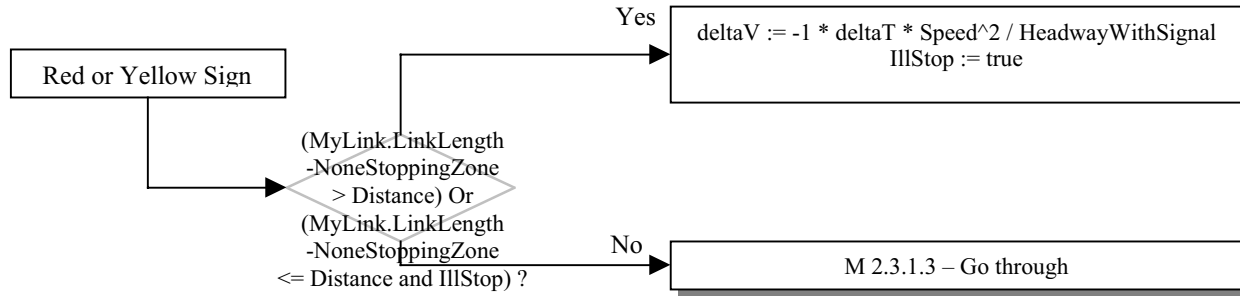 Yes
deltaV := -1 * deltaT * Speed^2 / HeadwayWithSignal
IllStop := true
Red or Yellow Sign
(MyLink.LinkLength
-NoneStoppingZone
> Distance) Or
(MyLink.LinkLength
-NoneStoppingZone
<= Distance and IllStop) ?
No
M 2.3.1.3 – Go through